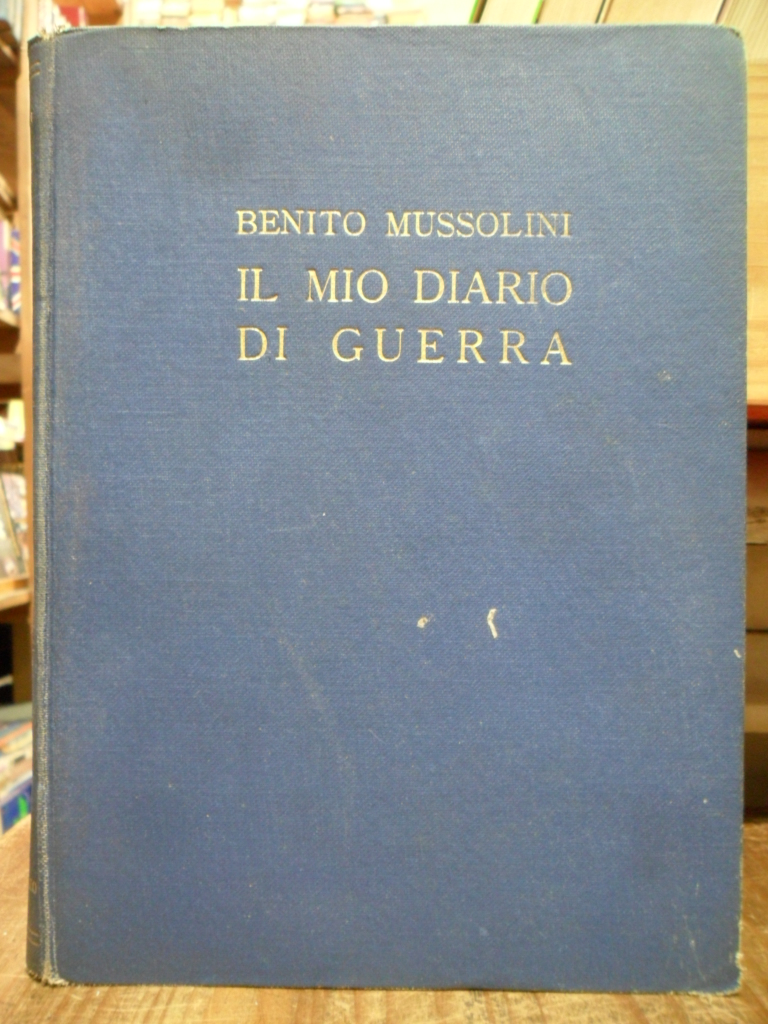 BENITO MUSSOLINI
IL MIO DIARIO
DI GUERRA